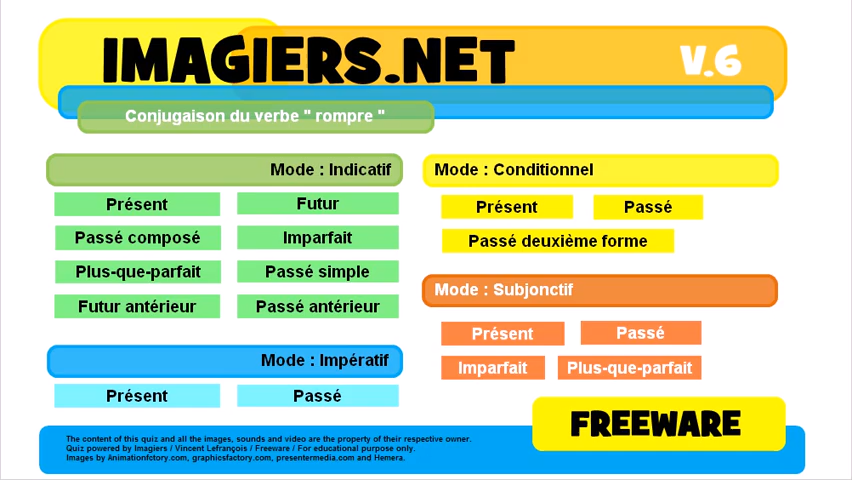 IMAGIERS.NET
V.6
Conjugaison du verbe " rompre "
Mode : Indicatif
Présent
Futur
Passé composé
Imparfait
Plus-que-parfait
Passé simple
Futur antérieur
Passé antérieur
Mode : Impératif
Présent
Passé
Mode : Conditionnel
Présent
Passé
Passé deuxième forme
Mode : Subjonctif
Présent
Passé
Imparfait
Plus-que-parfait
FREEWARE
The content of this quiz and all the images, sounds and video are the property of their respective owner.
Quiz powered by Imagiers / Vincent Lefrançois / Freeware / For educational purpose only.
Images by Animationfctory.com, graphicsfactory.com, presentermedia.com and Hemera.